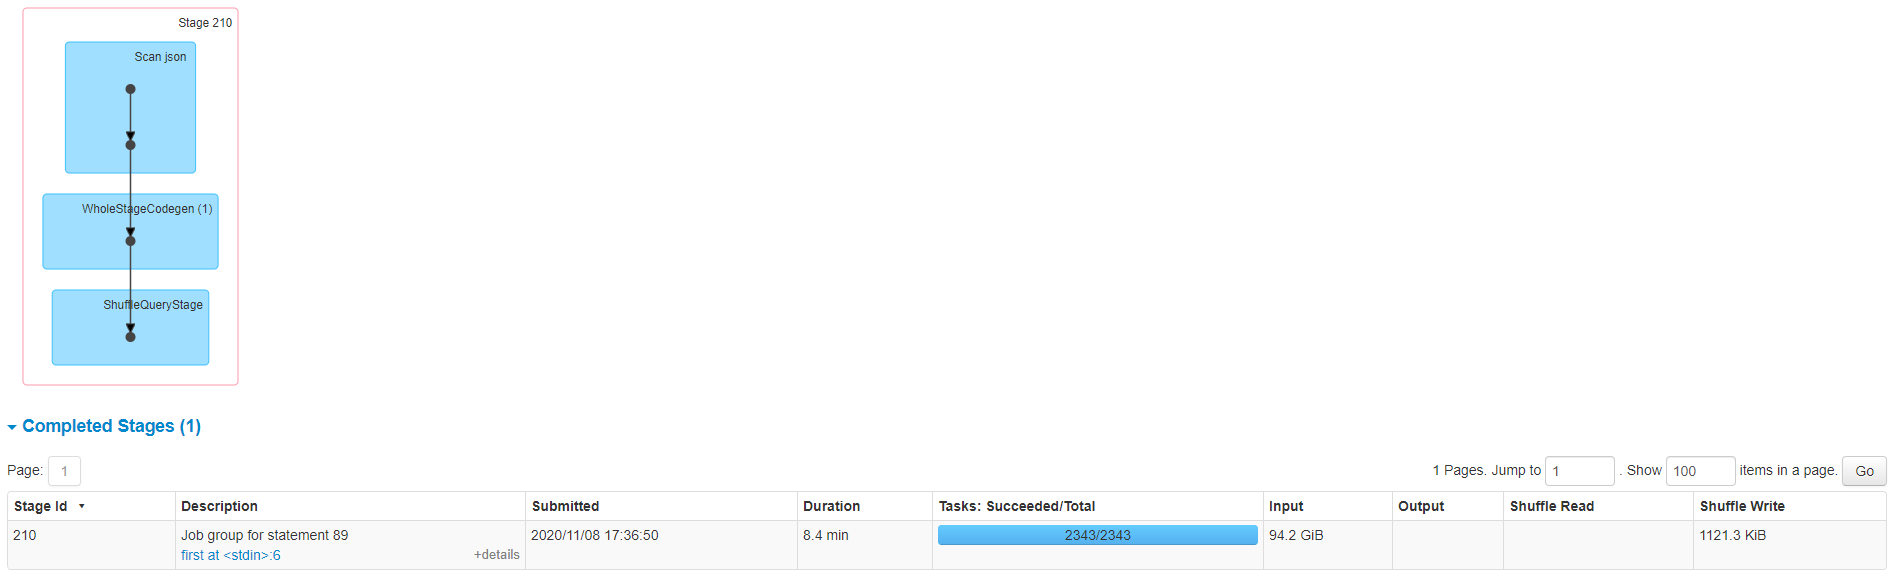 Stage 210
Scan json
WholeStageCodegen (1)
ShuffleQueryStage
Completed Stages (1)
Page: 1
1 Pages. Jump to 1 . Show 100 items in a page. Go
Stage Id Description Submitted Duration Tasks: Succeeded/Total Input Output Shuffle Read Shuffle Write
210 Job group for statement 89 2020/11/08 17:36:50 8.4 min 2343/2343 94.2 GiB 1121.3 KiB
first at <stdin>:6 +details